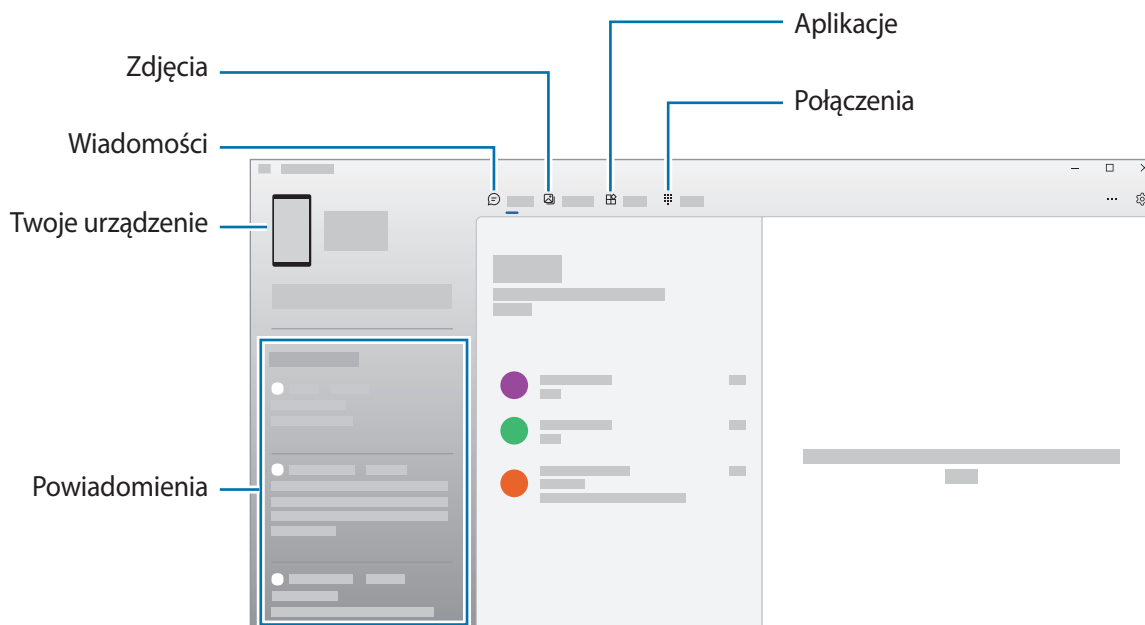 Aplikacje
Zdjęcia
Połączenia
Wiadomości
Twoje urządzenie
Powiadomienia